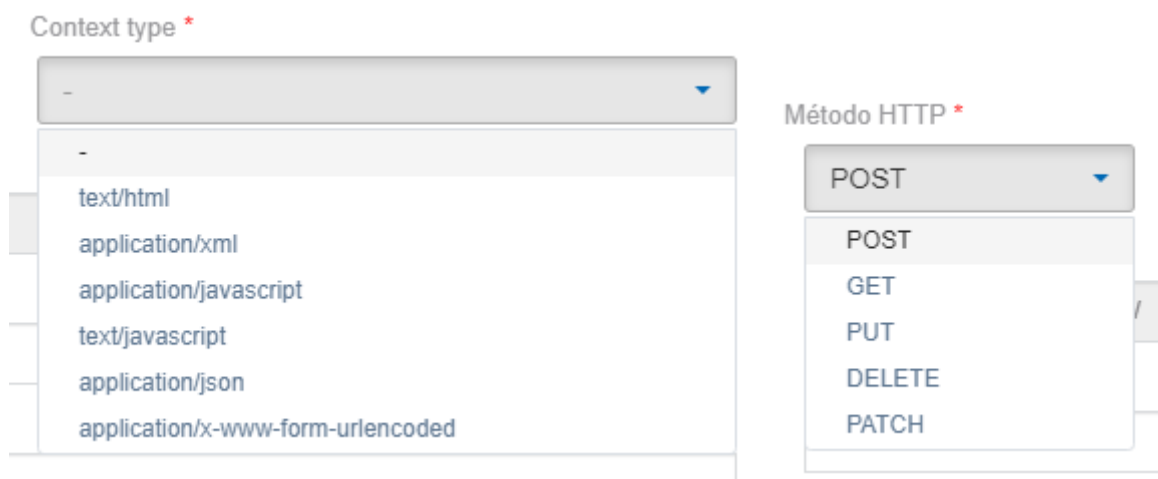 Context type *
-
-
text/html
application/xml
application/javascript
text/javascript
application/json
application/x-www-form-urlencoded
Método HTTP *
POST
POST
GET
PUT
DELETE
PATCH
/